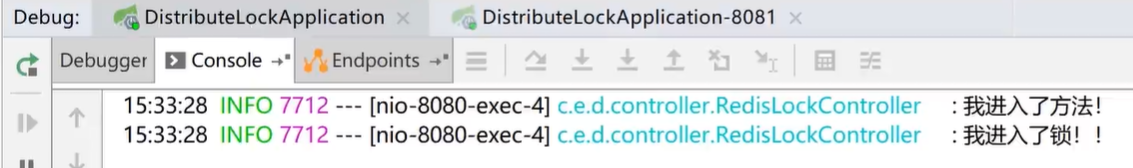 Debug: DistributeLockApplication DistributeLockApplication-8081
Debugger Console Endpoints
15:33:28 INFO 7712 --- [nio-8080-exec-4] c.e.d.controller.RedisLockController : 我进入了方法！
15:33:28 INFO 7712 --- [nio-8080-exec-4] c.e.d.controller.RedisLockController : 我进入了锁！！